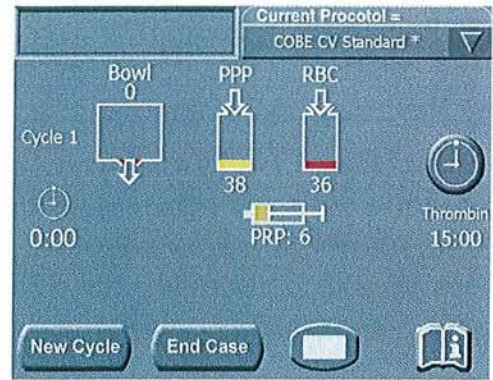 Current Procotol =
COBE CV Standard *
Bowl
0
PPP
RBC
Cycle 1
38
36
0:00
PRP: 6
Thrombin
15:00
New Cycle
End Case
i